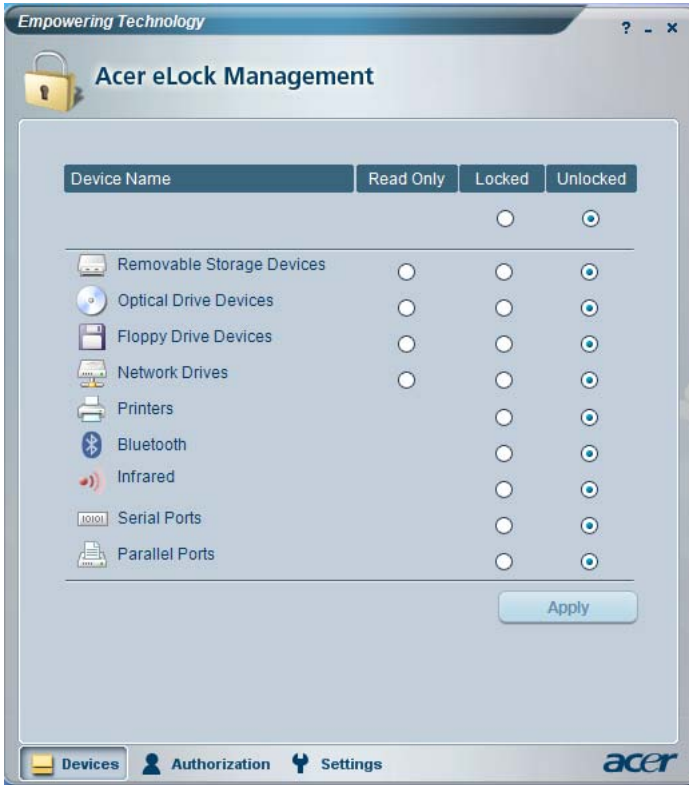 Empowering Technology
? - x
Acer eLock Management
Device Name Read Only Locked Unlocked
Removable Storage Devices
Optical Drive Devices
Floppy Drive Devices
Network Drives
Printers
Bluetooth
Infrared
10101 Serial Ports
Parallel Ports
Apply
Devices Authorization Settings acer